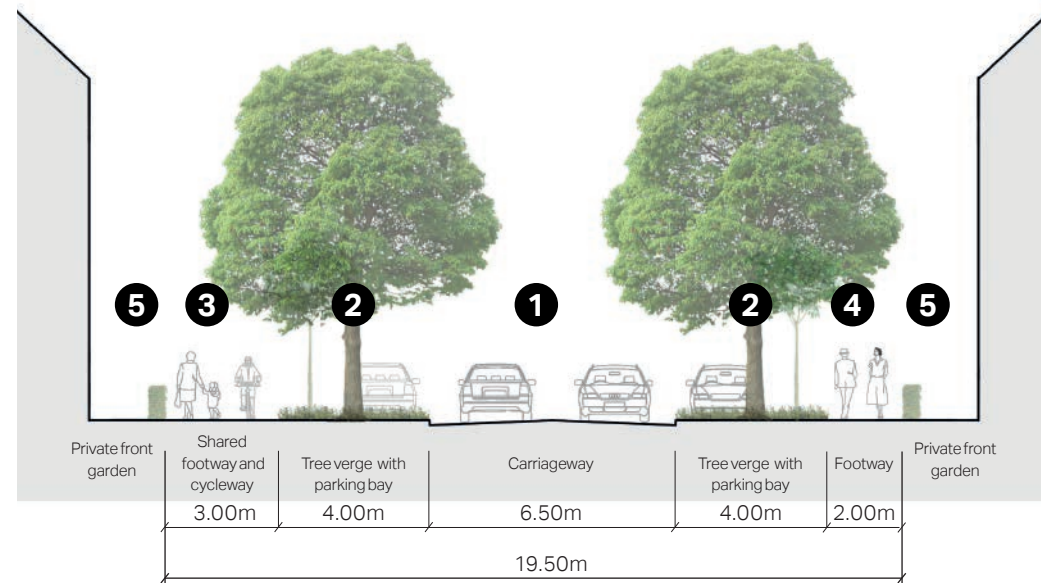 5
3
2
1
2
4
5
Private front
garden
Shared
footway and
cycleway
Tree verge with
parking bay
Carriageway
Tree verge with
parking bay
Footway
Private front
garden
3.00m
4.00m
6.50m
4.00m
2.00m
19.50m